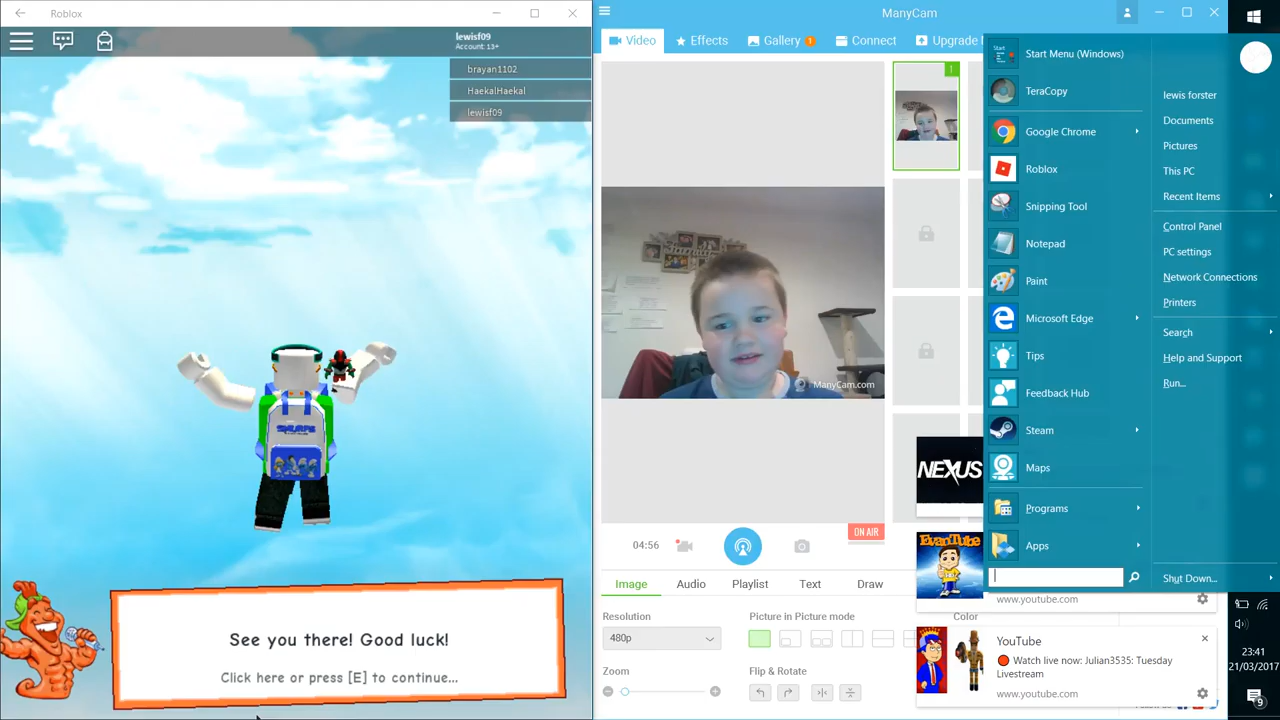 Roblox
lewisf09
Account: 13+
brayan1102
HaekalHaekal
lewisf09
See you there! Good luck!
Click here or press [E] to continue...
SMURFS
ManyCam
Video
Effects
Gallery 1
Connect
Upgrade
ManyCam.com
04:56
ON AIR
Image
Audio
Playlist
Text
Draw
Resolution
480p
Picture in Picture mode
Color
Zoom
Flip & Rotate
NEXUS
EvanTube
www.youtube.com
YouTube
Watch live now: Julian3535: Tuesday
Livestream
www.youtube.com
Start
Start Menu (Windows)
TeraCopy
Google Chrome
Roblox
Snipping Tool
Notepad
Paint
Microsoft Edge
Tips
Feedback Hub
Steam
Maps
Programs
Apps
lewis forster
Documents
Pictures
This PC
Recent Items
Control Panel
PC settings
Network Connections
Printers
Search
Help and Support
Run...
Shut Down...
23:41
21/03/2017
9